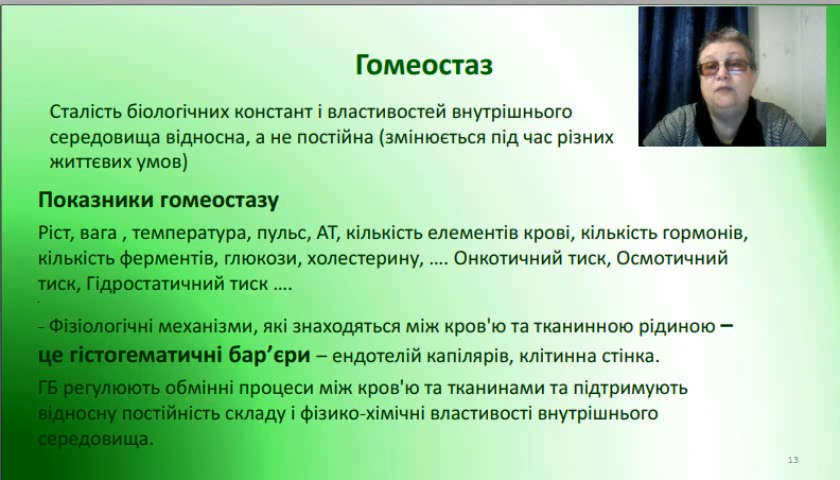 Гомеостаз
Сталість біологічних констант і властивостей внутрішнього
середовища відносна, а не постійна (змінюється під час різних
життєвих умов)
Показники гомеостазу
Ріст, вага , температура, пульс, АТ, кількість елементів крові, кількість гормонів,
кількість ферментів, глюкози, холестерину, …. Онкотичний тиск, Осмотичний
тиск, Гідростатичний тиск ….
- Фізіологічні механізми, які знаходяться між кров'ю та тканинною рідиною –
це гістогематичні бар’єри – ендотелій капілярів, клітинна стінка.
ГБ регулюють обмінні процеси між кров'ю та тканинами та підтримують
відносну постійність складу і фізико-хімічні властивості внутрішнього
середовища.
13